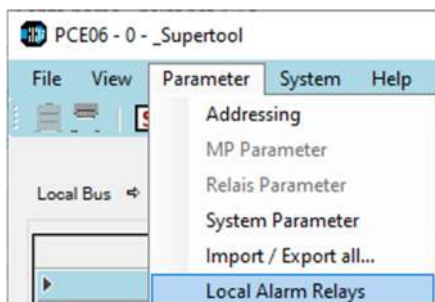 PCE06 - 0 - _Supertool
File View Parameter System Help
Addressing
MP Parameter
Local Bus ⇨ Relais Parameter
System Parameter
Import / Export all...
Local Alarm Relays